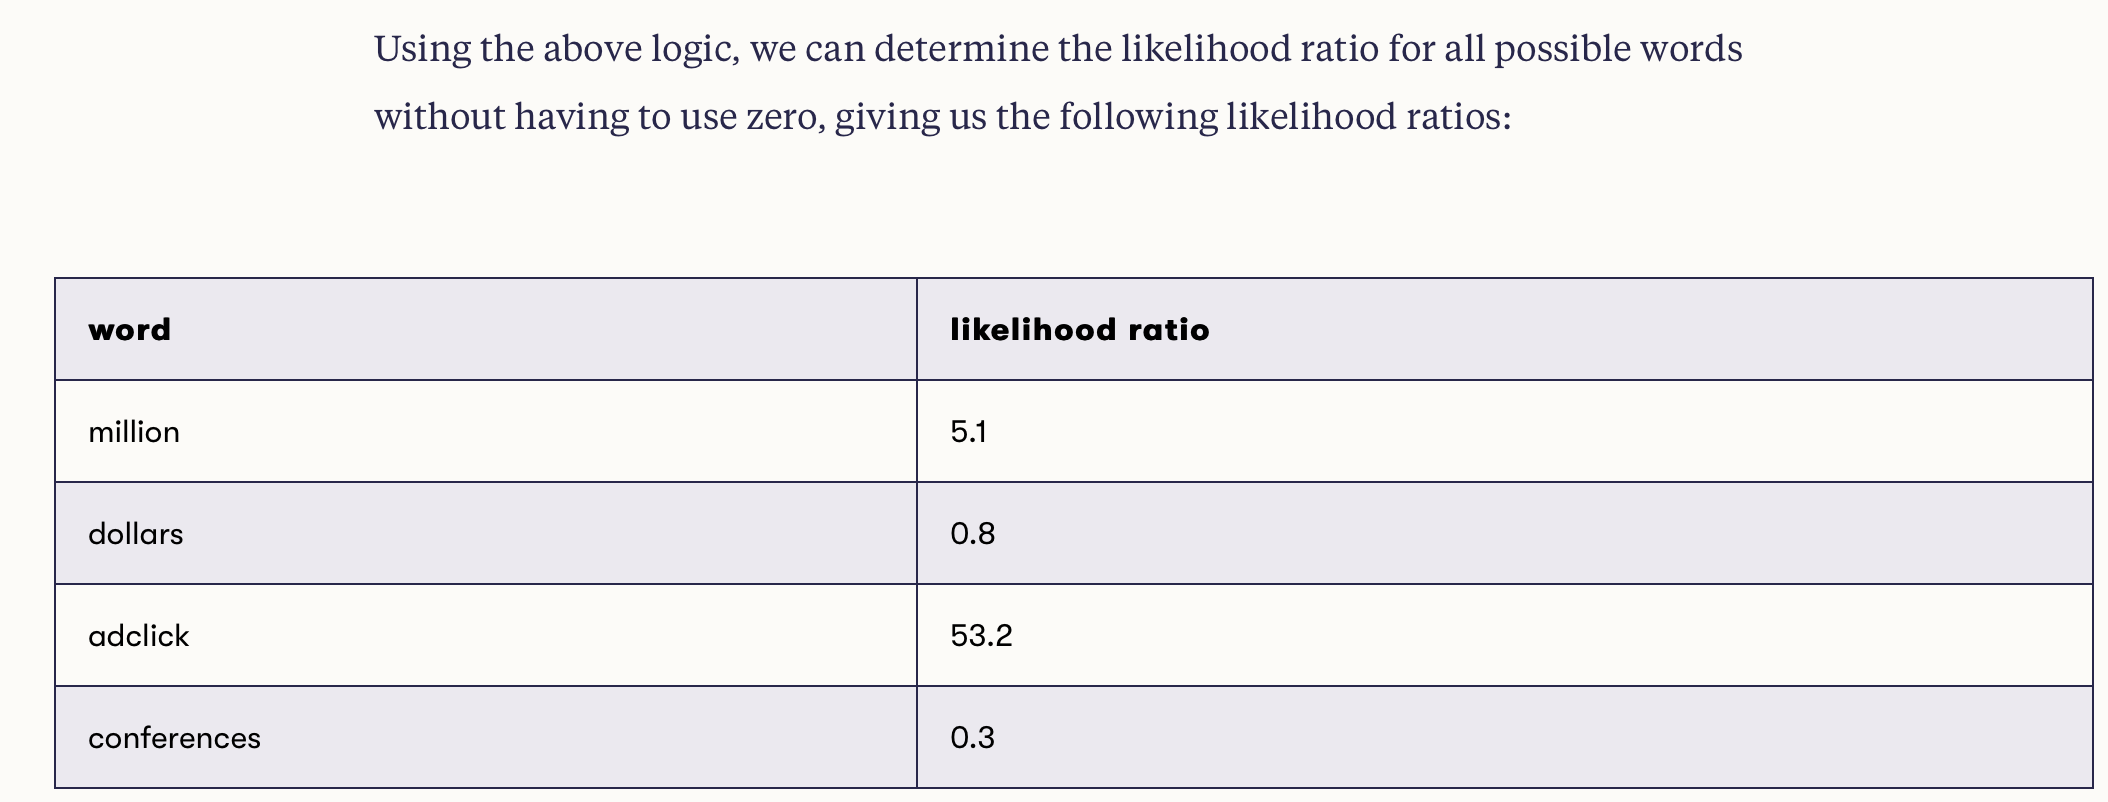 Using the above logic, we can determine the likelihood ratio for all possible words
without having to use zero, giving us the following likelihood ratios:
word likelihood ratio
million 5.1
dollars 0.8
adclick 53.2
conferences 0.3